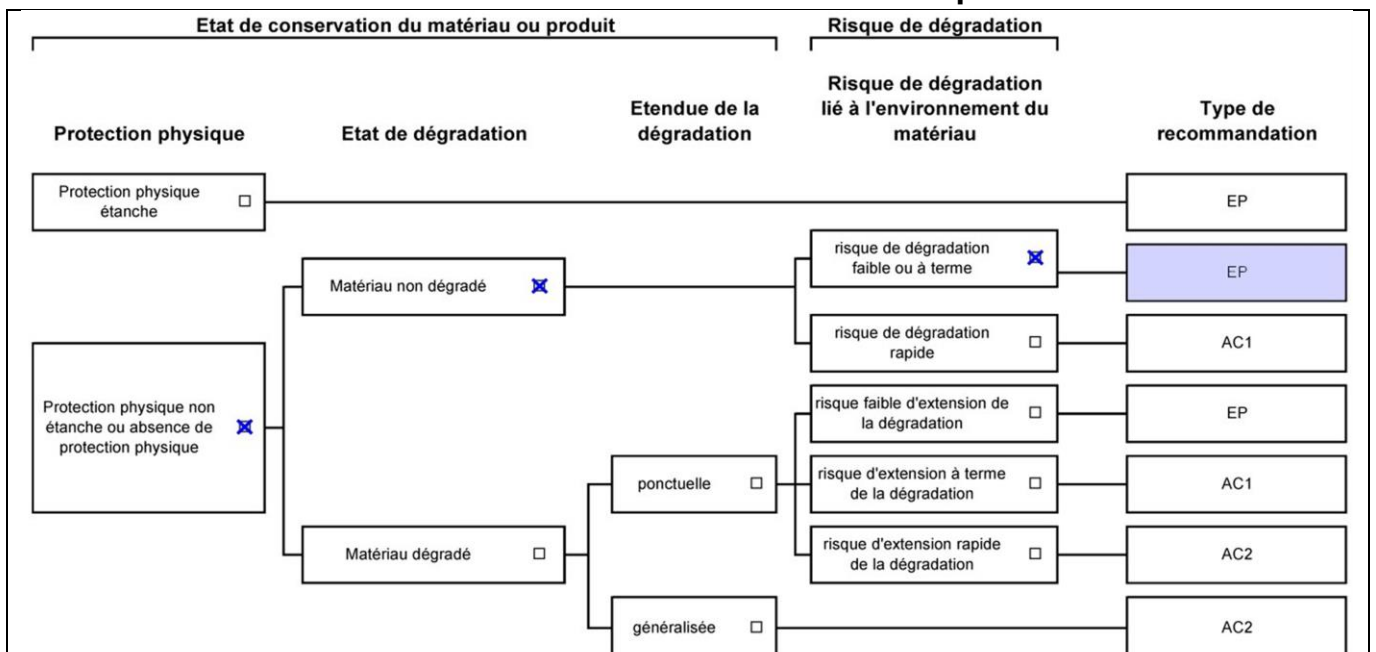 Etat de conservation du matériau ou produit
Risque de dégradation
Protection physique
Etat de dégradation
Etendue de la
dégradation
Risque de dégradation
lié à l'environnement du
matériau
Type de
recommandation
Protection physique
étanche
EP
risque de dégradation
faible ou à terme
EP
Matériau non dégradé
risque de dégradation
rapide
AC1
Protection physique non
étanche ou absence de
protection physique
risque faible d'extension de
la dégradation
EP
ponctuelle
risque d'extension à terme
de la dégradation
AC1
Matériau dégradé
risque d'extension rapide
de la dégradation
AC2
généralisée
AC2